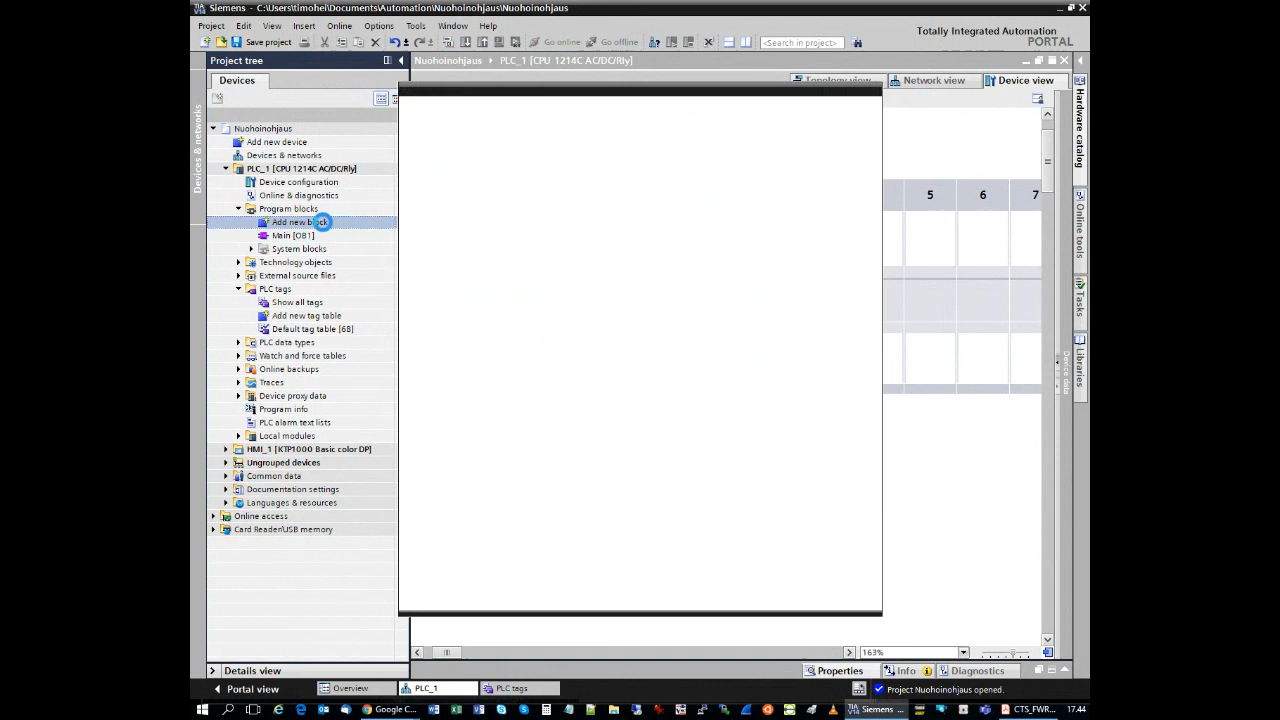 Siemens - C:\Users\timohei\Documents\Automation\Nuohoinohjaus\Nuohoinohjaus
Project Edit View Insert Online Options Tools Window Help
Totally Integrated Automation
PORTAL
Save project
Go online
Go offline
<Search in project>
Project tree
Nuohoinohjaus
PLC_1 [CPU 1214C AC/DC/Rly]
Devices
Topology view
Network view
Device view
Devices & networks
Nuohoinohjaus
Add new device
Devices & networks
PLC_1 [CPU 1214C AC/DC/Rly]
Device configuration
Online & diagnostics
Program blocks
Add new block
Main [OB1]
System blocks
Technology objects
External source files
PLC tags
Show all tags
Add new tag table
Default tag table [68]
PLC data types
Watch and force tables
Online backups
Traces
Device proxy data
Program info
PLC alarm text lists
Local modules
HMI_1 [KTP1000 Basic color DP]
Ungrouped devices
Common data
Documentation settings
Languages & resources
Online access
Card Reader/USB memory
5 6 7
Device data
Hardware catalog
Online tools
Tasks
Libraries
163%
Details view
Properties
Info
Diagnostics
Portal view
Overview
PLC_1
PLC tags
Project Nuohoinohjaus opened.
Google C...
Siemens ...
CTS_FWR...
17.44